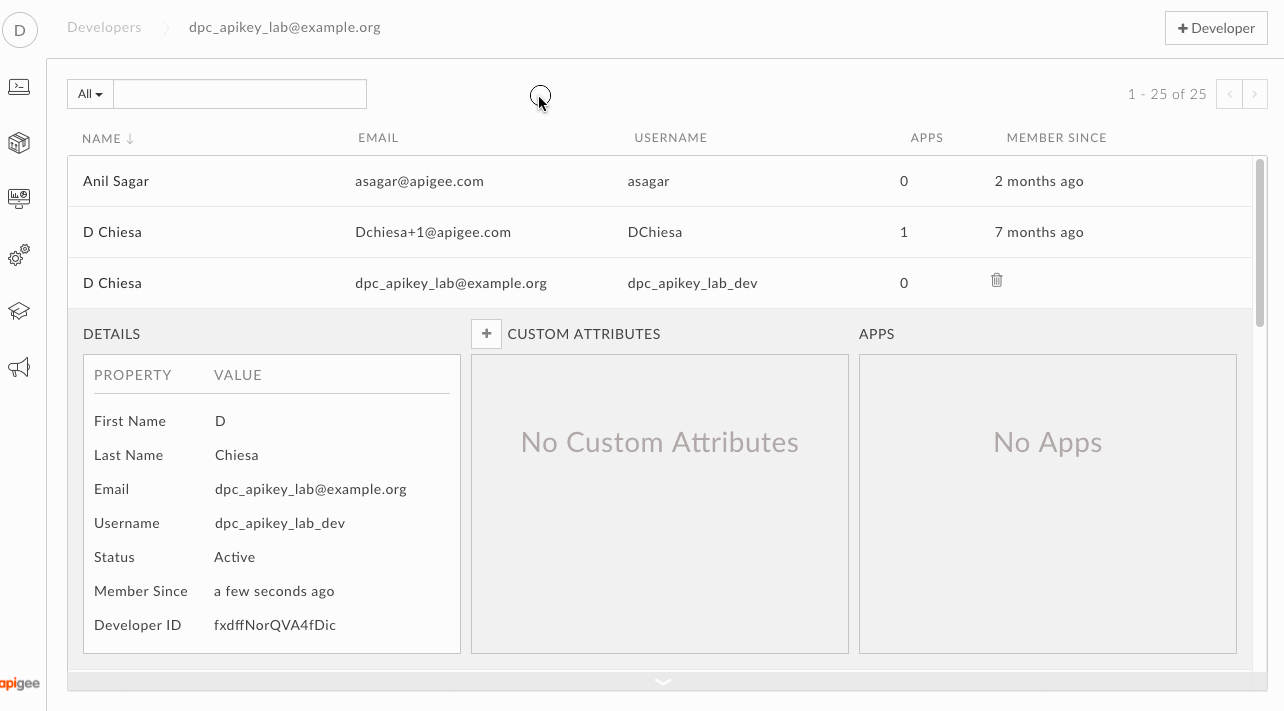 D
Developers dpc_apikey_lab@example.org
+ Developer
All
1 - 25 of 25
NAME EMAIL USERNAME APPS MEMBER SINCE
Anil Sagar asagar@apigee.com asagar 0 2 months ago
D Chiesa Dchiesa+1@apigee.com DChiesa 1 7 months ago
D Chiesa dpc_apikey_lab@example.org dpc_apikey_lab_dev 0
DETAILS + CUSTOM ATTRIBUTES APPS
PROPERTY VALUE
First Name D
Last Name Chiesa
Email dpc_apikey_lab@example.org
Username dpc_apikey_lab_dev
Status Active
Member Since a few seconds ago
Developer ID fxdffNorQVA4fDic
No Custom Attributes
No Apps
apigee